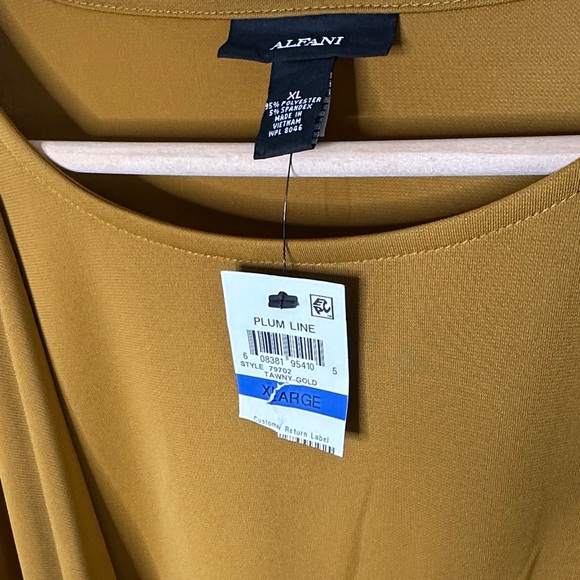 ALFANI
XL
95% POLYESTER
5% SPANDEX
MADE IN
VIETNAM
WPL 8046
PLUM LINE
6 08381 95410 5
STYLE 79702
TAWNY GOLD
XLARGE
Customer Return Label